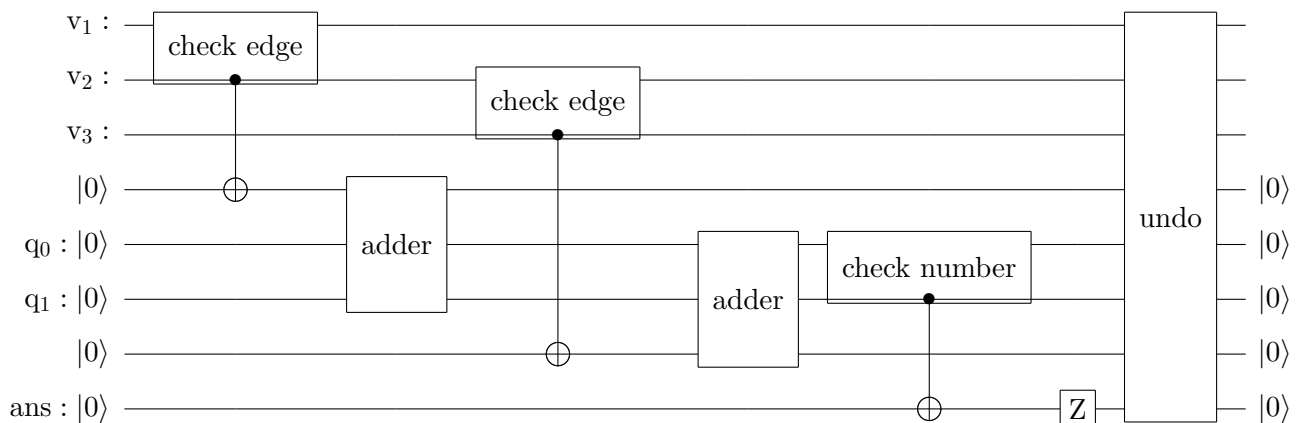 v₁ :
check edge
v₂ :
check edge
v₃ :
|0⟩ |0⟩
undo
q₀ : |0⟩ adder |0⟩
check number
q₁ : |0⟩ adder |0⟩
|0⟩ |0⟩
ans : |0⟩ Z |0⟩